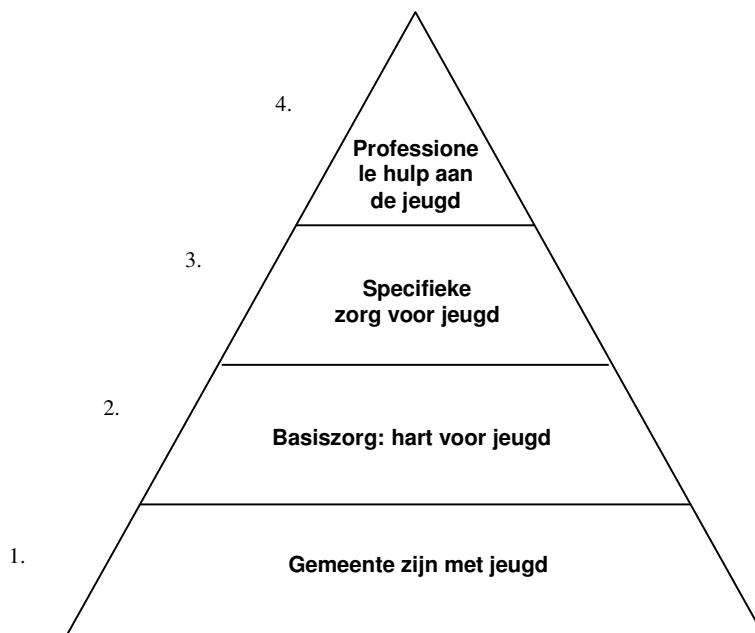 4.
Professione
le hulp aan
de jeugd
3.
Specifieke
zorg voor jeugd
2.
Basiszorg: hart voor jeugd
1.
Gemeente zijn met jeugd